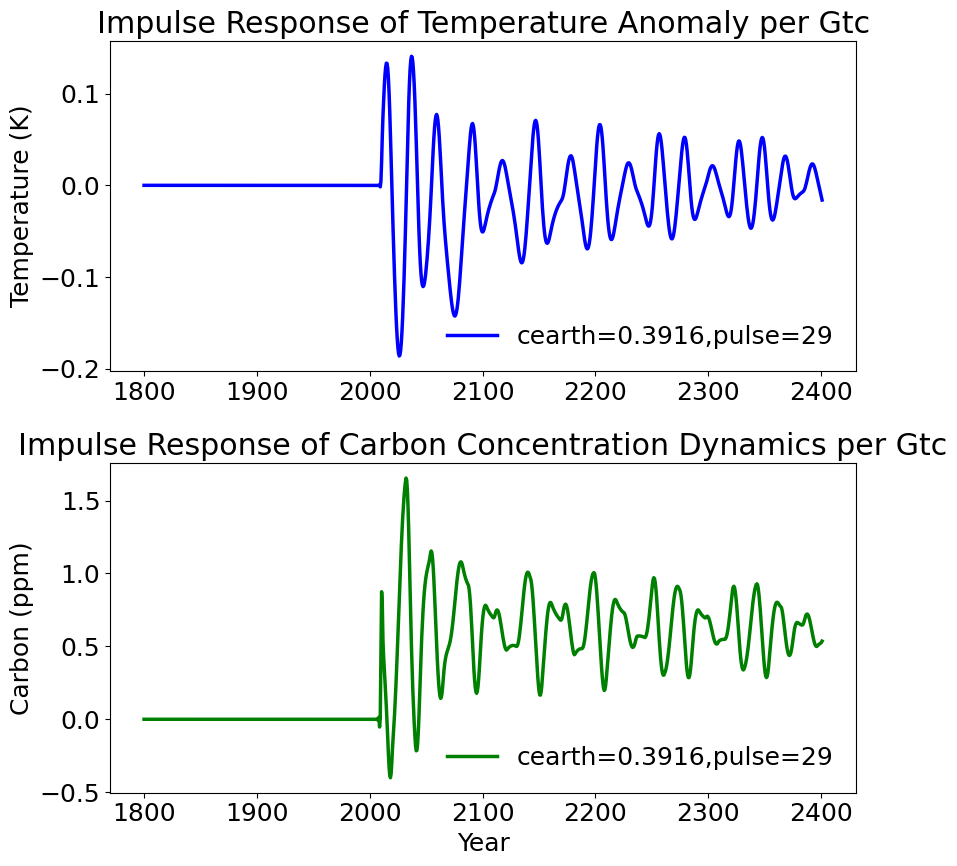 Impulse Response of Temperature Anomaly per Gtc
Temperature (K)
0.1
0.0
−0.1
−0.2
cearth=0.3916,pulse=29
1800 1900 2000 2100 2200 2300 2400
Impulse Response of Carbon Concentration Dynamics per Gtc
Carbon (ppm)
1.5
1.0
0.5
0.0
−0.5
cearth=0.3916,pulse=29
1800 1900 2000 2100 2200 2300 2400
Year